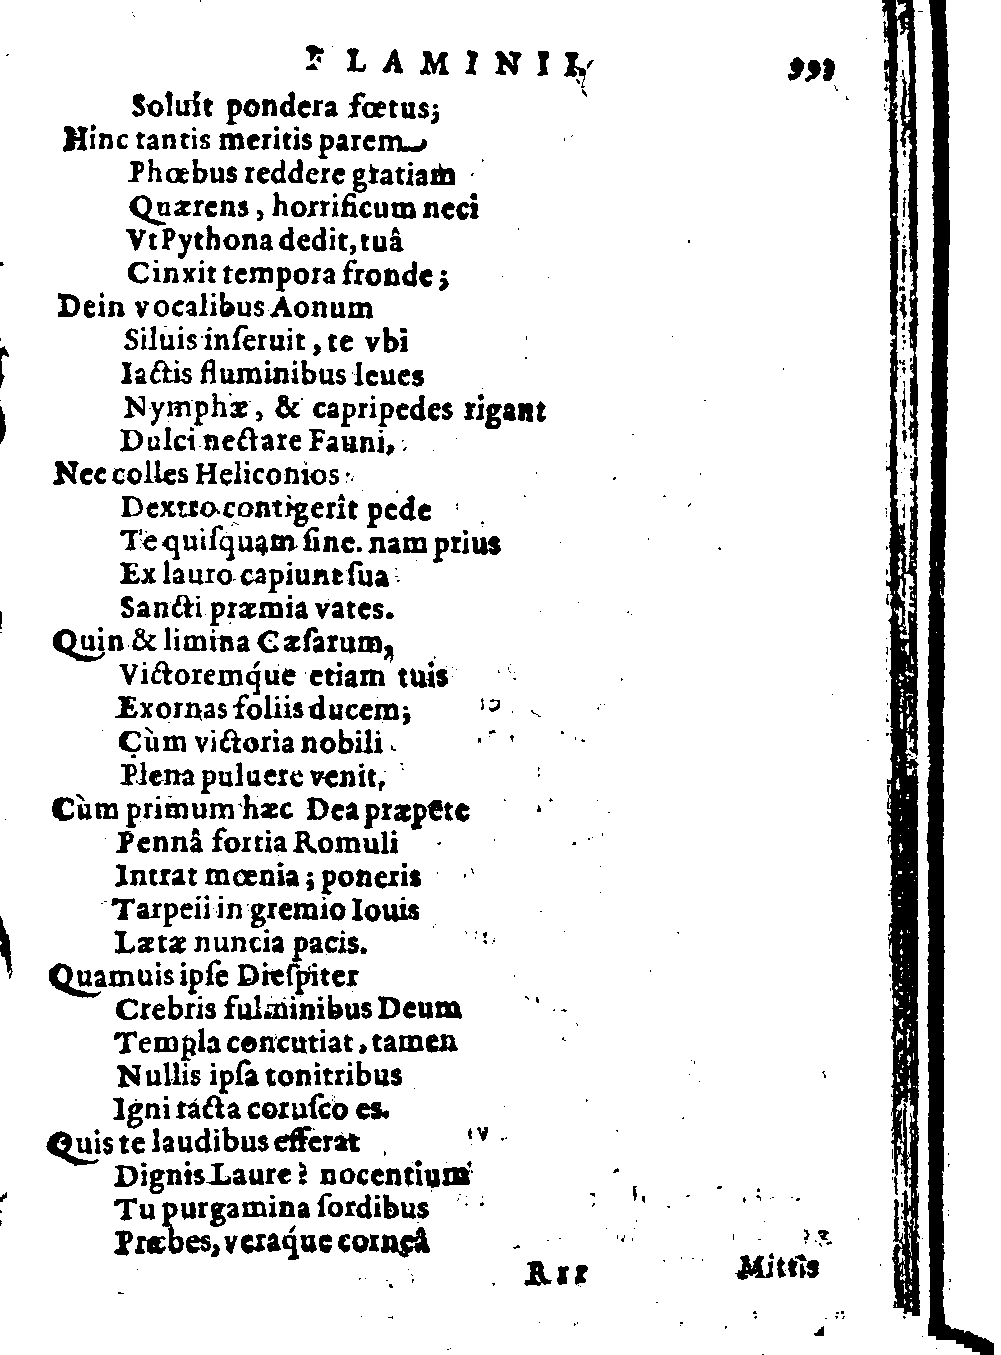 FLAMINII. 993
Soluit pondera fœtus;
Hinc tantis meritis parem
Phœbus reddere gratiam
Quærens, horrificum neci
Vt Pythona dedit, tuâ
Cinxit tempora fronde;
Dein vocalibus Aonum
Siluis inſeruit, te vbi
Iactis fluminibus leues
Nymphæ, & capripedes rigant
Dulci nectare Fauni,
Nec colles Heliconios
Dextro contigerit pede
Te quiſquam ſine. nam prius
Ex lauro capiunt ſua
Sancti præmia vates.
Quin & limina Cæſarum,
Victoremq́ue etiam tuis
Exornas foliis ducem;
Cùm victoria nobili
Plena puluere venit,
Cùm primum hæc Dea præpete
Pennâ fortia Romuli
Intrat mœnia; poneris
Tarpeii in gremio Iouis
Lætæ nuncia pacis.
Quamuis ipſe Dieſpiter
Crebris fulminibus Deum
Templa concutiat, tamen
Nullis ipſa tonitribus
Igni tacta coruſco es.
Quis te laudibus efferat
Dignis Laure? nocentium
Tu purgamina ſordibus
Præbes, veraq́ue corneâ
Rrr Mittis